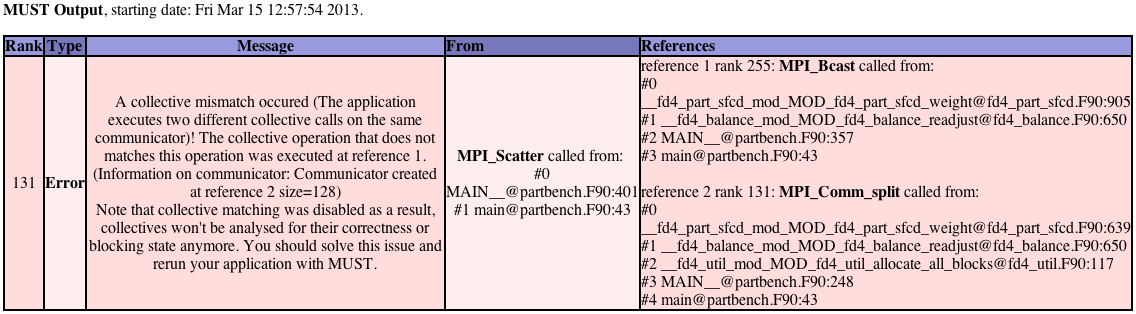 MUST Output, starting date: Fri Mar 15 12:57:54 2013.
Rank Type Message From References
131
Error
A collective mismatch occured (The application
executes two different collective calls on the same
communicator)! The collective operation that does not
matches this operation was executed at reference 1.
(Information on communicator: Communicator created
at reference 2 size=128)
Note that collective matching was disabled as a result,
collectives won't be analysed for their correctness or
blocking state anymore. You should solve this issue and
rerun your application with MUST.
MPI_Scatter called from:
#0
MAIN__@partbench.F90:401
#1 main@partbench.F90:43
reference 1 rank 255: MPI_Bcast called from:
#0
__fd4_part_sfcd_mod_MOD_fd4_part_sfcd_weight@fd4_part_sfcd.F90:905
#1 __fd4_balance_mod_MOD_fd4_balance_readjust@fd4_balance.F90:650
#2 MAIN__@partbench.F90:357
#3 main@partbench.F90:43
reference 2 rank 131: MPI_Comm_split called from:
#0
__fd4_part_sfcd_mod_MOD_fd4_part_sfcd_weight@fd4_part_sfcd.F90:639
#1 __fd4_balance_mod_MOD_fd4_balance_readjust@fd4_balance.F90:650
#2 __fd4_util_mod_MOD_fd4_util_allocate_all_blocks@fd4_util.F90:117
#3 MAIN__@partbench.F90:248
#4 main@partbench.F90:43